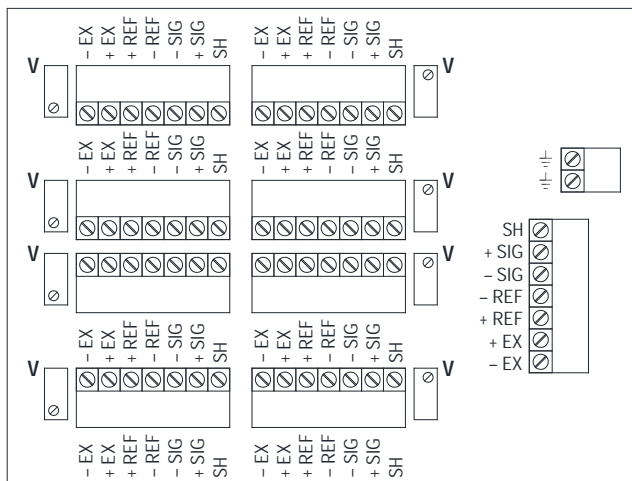 – EX + EX + REF – REF – SIG + SIG SH
– EX + EX + REF – REF – SIG + SIG SH
V
V
– EX + EX + REF – REF – SIG + SIG SH
– EX + EX + REF – REF – SIG + SIG SH
V
V
V
V
– EX + EX + REF – REF – SIG + SIG SH
– EX + EX + REF – REF – SIG + SIG SH
V
V
– EX + EX + REF – REF – SIG + SIG SH
– EX + EX + REF – REF – SIG + SIG SH
SH
+ SIG
– SIG
– REF
+ REF
+ EX
– EX